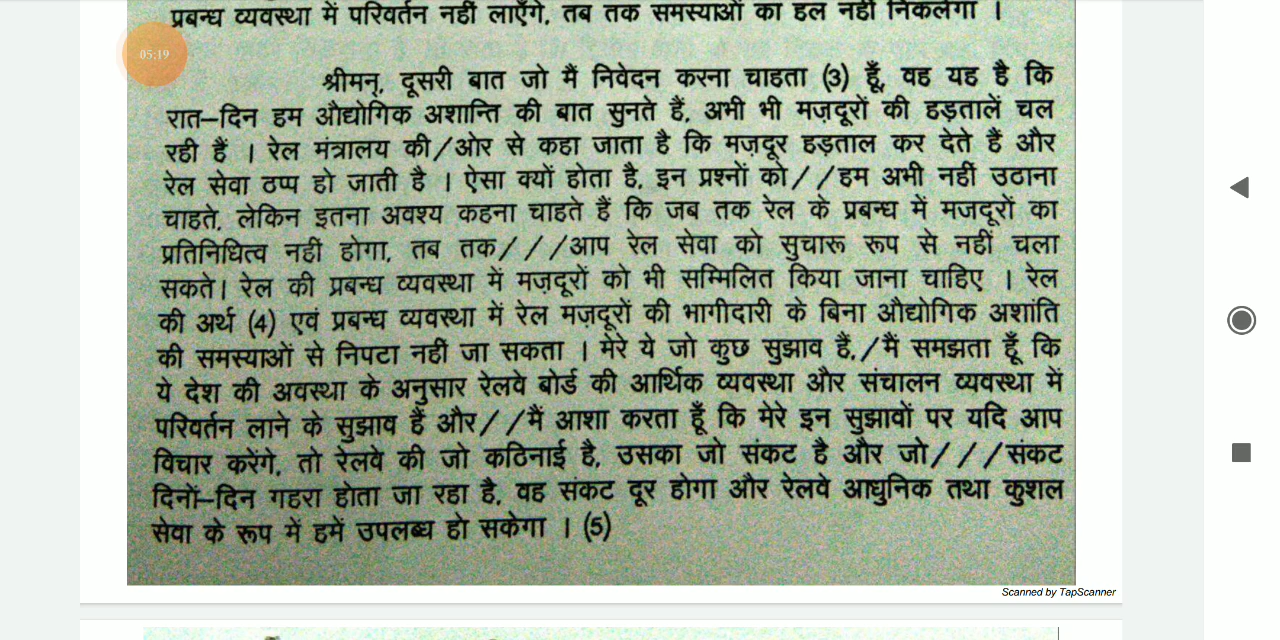 प्रबन्ध व्यवस्था में परिवर्तन नहीं लाएँगे, तब तक समस्याओं का हल नहीं निकलेगा ।
05:19
श्रीमन्, दूसरी बात जो मैं निवेदन करना चाहता (3) हूँ, वह यह है कि
रात–दिन हम औद्योगिक अशान्ति की बात सुनते हैं, अभी भी मज़दूरों की हड़तालें चल
रही हैं । रेल मंत्रालय की/ओर से कहा जाता है कि मज़दूर हड़ताल कर देते हैं और
रेल सेवा ठप्प हो जाती है । ऐसा क्यों होता है, इन प्रश्नों को//हम अभी नहीं उठाना
चाहते, लेकिन इतना अवश्य कहना चाहते हैं कि जब तक रेल के प्रबन्ध में मजदूरों का
प्रतिनिधित्व नहीं होगा, तब तक///आप रेल सेवा को सुचारू रूप से नहीं चला
सकते। रेल की प्रबन्ध व्यवस्था में मज़दूरों को भी सम्मिलित किया जाना चाहिए । रेल
की अर्थ (4) एवं प्रबन्ध व्यवस्था में रेल मज़दूरों की भागीदारी के बिना औद्योगिक अशांति
की समस्याओं से निपटा नहीं जा सकता । मेरे ये जो कुछ सुझाव हैं,/मैं समझता हूँ कि
ये देश की अवस्था के अनुसार रेलवे बोर्ड की आर्थिक व्यवस्था और संचालन व्यवस्था में
परिवर्तन लाने के सुझाव हैं और//मैं आशा करता हूँ कि मेरे इन सुझावों पर यदि आप
विचार करेंगे, तो रेलवे की जो कठिनाई है, उसका जो संकट है और जो///संकट
दिनों–दिन गहरा होता जा रहा है, वह संकट दूर होगा और रेलवे आधुनिक तथा कुशल
सेवा के रूप में हमें उपलब्ध हो सकेगा । (5)
Scanned by TapScanner